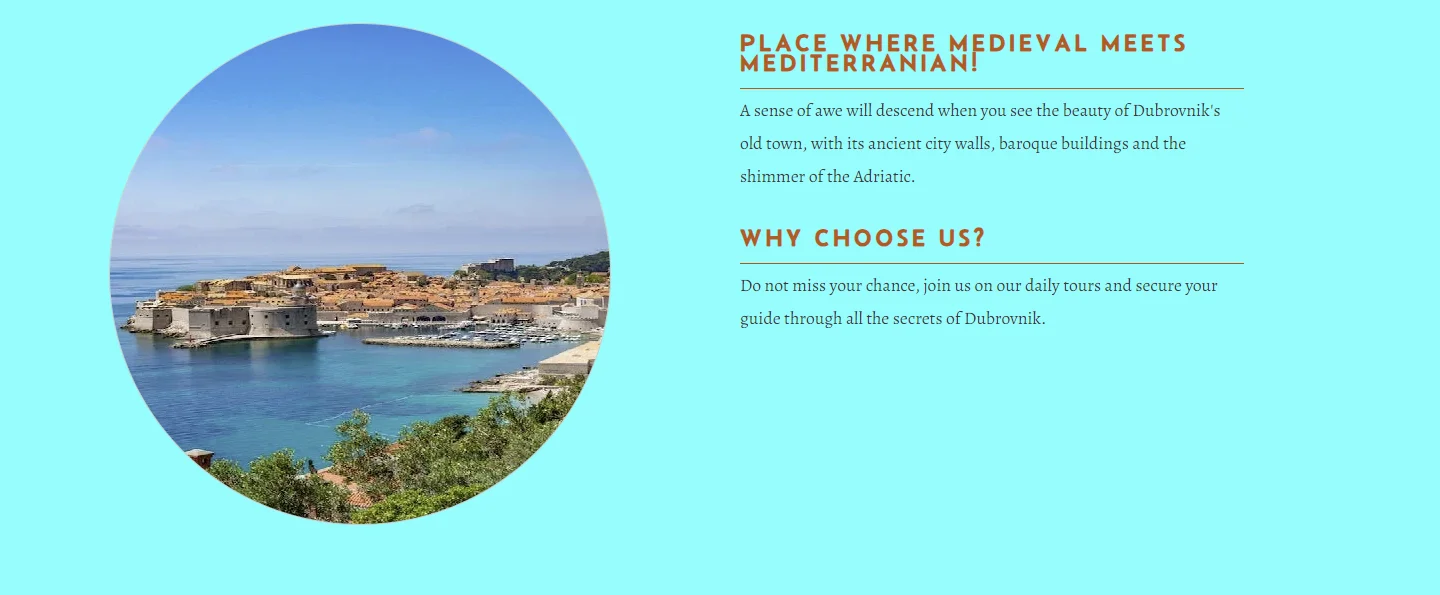 PLACE WHERE MEDIEVAL MEETS
MEDITERRANIAN!
A sense of awe will descend when you see the beauty of Dubrovnik's
old town, with its ancient city walls, baroque buildings and the
shimmer of the Adriatic.
WHY CHOOSE US?
Do not miss your chance, join us on our daily tours and secure your
guide through all the secrets of Dubrovnik.